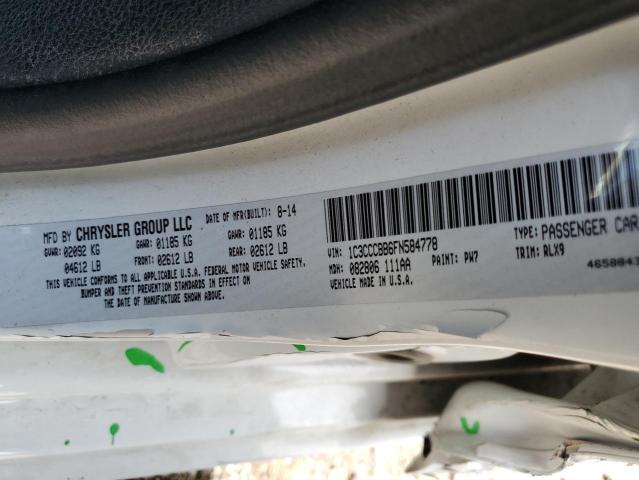 MFD BY CHRYSLER GROUP LLC
DATE OF MFR(BUILT): 8-14
GVWR: 02092 KG
04612 LB
GAWR: 01185 KG
FRONT: 02612 LB
GAWR: 01185 KG
REAR: 02612 LB
THIS VEHICLE CONFORMS TO ALL APPLICABLE U.S.A. FEDERAL MOTOR VEHICLE SAFETY,
BUMPER AND THEFT PREVENTION STANDARDS IN EFFECT ON
THE DATE OF MANUFACTURE SHOWN ABOVE.
VIN: 1C3CCCBB6FN584778
TYPE: PASSENGER CAR
MDH: 082806 111AA
PAINT: PW7
TRIM: RLX9
VEHICLE MADE IN U.S.A.